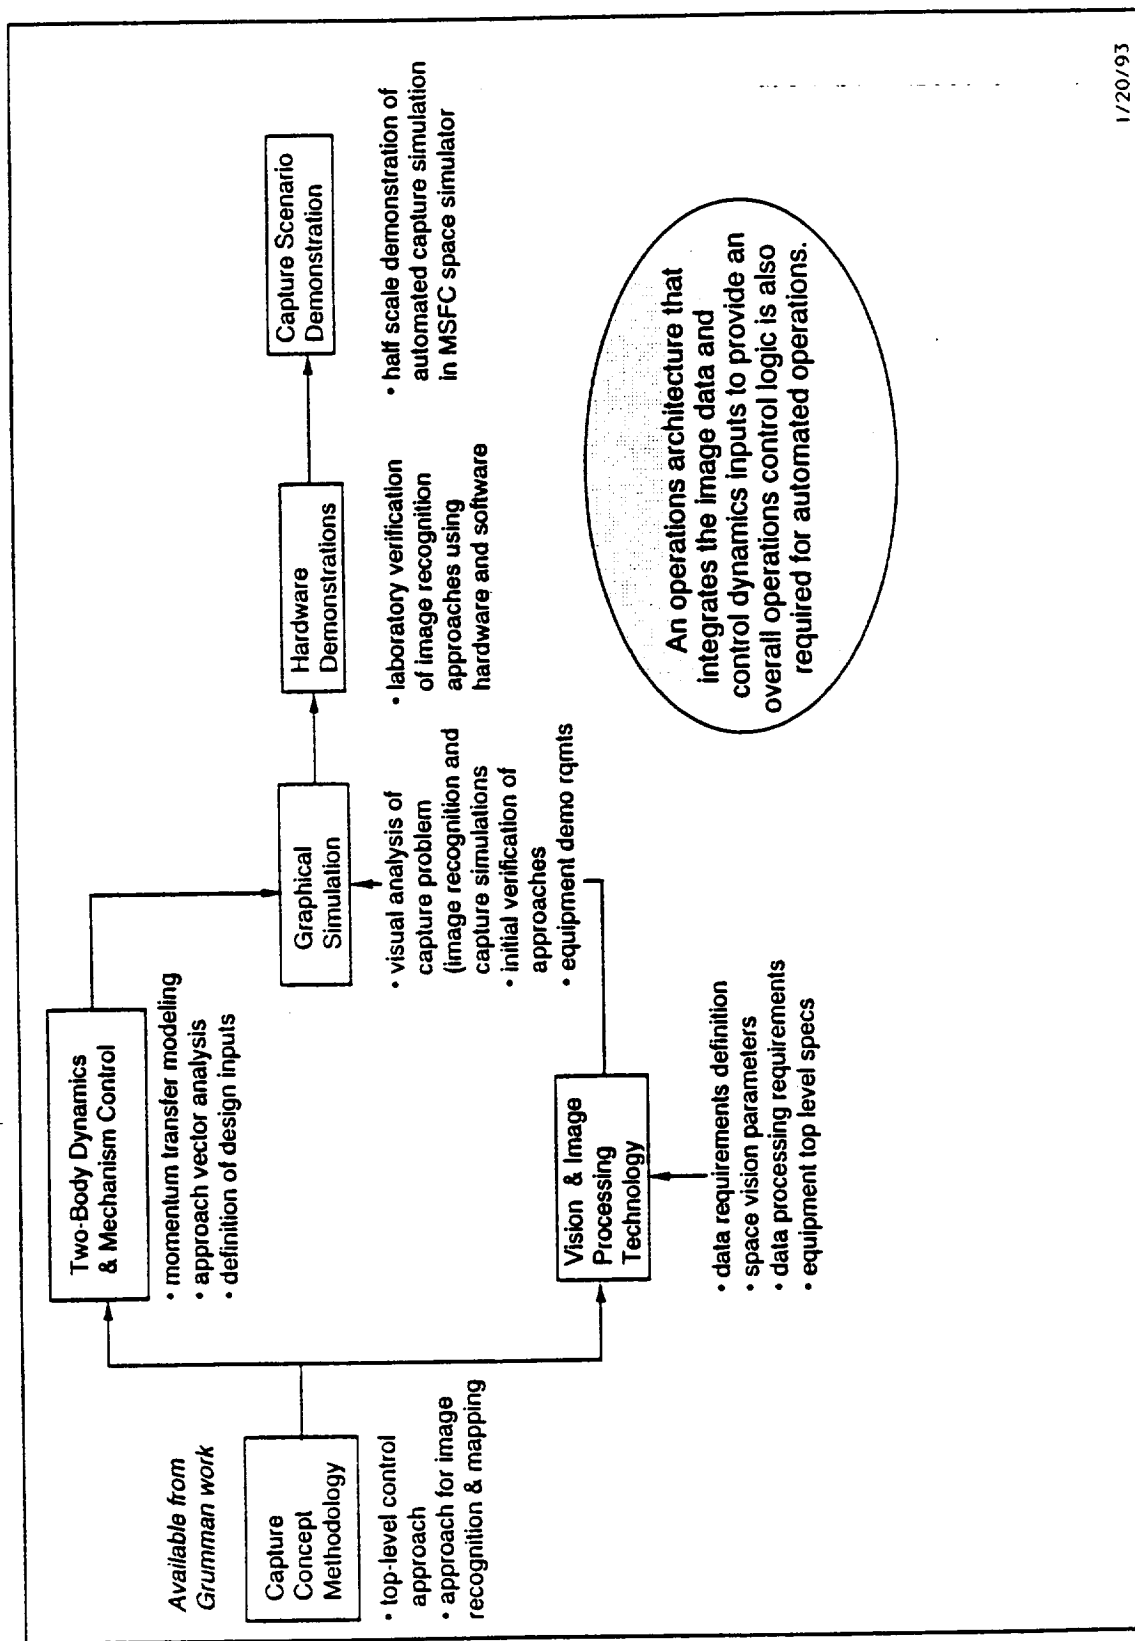 Available from
Grumman work
Capture
Concept
Methodology
• top-level control
approach
• approach for image
recognition & mapping
Two-Body Dynamics
& Mechanism Control
• momentum transfer modeling
• approach vector analysis
• definition of design inputs
Vision & Image
Processing
Technology
• data requirements definition
• space vision parameters
• data processing requirements
• equipment top level specs
Graphical
Simulation
• visual analysis of
capture problem
(image recognition and
capture simulations
• initial verification of
approaches
• equipment demo rqmts
Hardware
Demonstrations
• laboratory verification
of image recognition
approaches using
hardware and software
Capture Scenario
Demonstration
• half scale demonstration of
automated capture simulation
in MSFC space simulator
An operations architecture that
integrates the image data and
control dynamics inputs to provide an
overall operations control logic is also
required for automated operations.
1/20/93